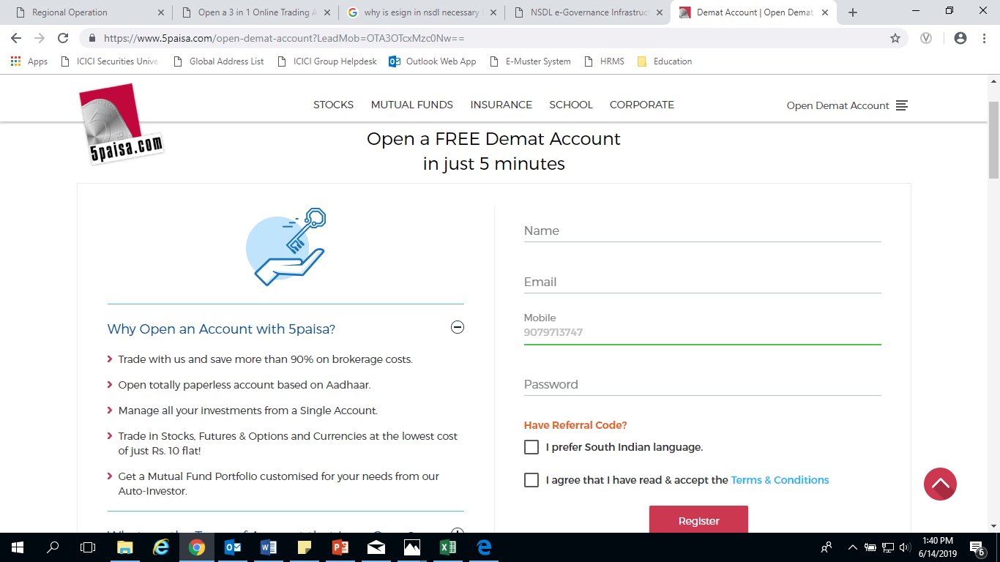 Regional Operation
Open a 3 in 1 Online Trading A
why is esign in nsdl necessary
NSDL e-Governance Infrastruc
Demat Account | Open Demat
https://www.5paisa.com/open-demat-account?LeadMob=OTA3OTcxMzc0Nw==
Apps
ICICI Securities Unive
Global Address List
ICICI Group Helpdesk
Outlook Web App
E-Muster System
HRMS
Education
5paisa.com
STOCKS
MUTUAL FUNDS
INSURANCE
SCHOOL
CORPORATE
Open Demat Account
Open a FREE Demat Account
in just 5 minutes
Why Open an Account with 5paisa?
Trade with us and save more than 90% on brokerage costs.
Open totally paperless account based on Aadhaar.
Manage all your investments from a Single Account.
Trade in Stocks, Futures & Options and Currencies at the lowest cost
of just Rs. 10 flat!
Get a Mutual Fund Portfolio customised for your needs from our
Auto-Investor.
Name
Email
Mobile
9079713747
Password
Have Referral Code?
I prefer South Indian language.
I agree that I have read & accept the Terms & Conditions
Register
1:40 PM
6/14/2019
6